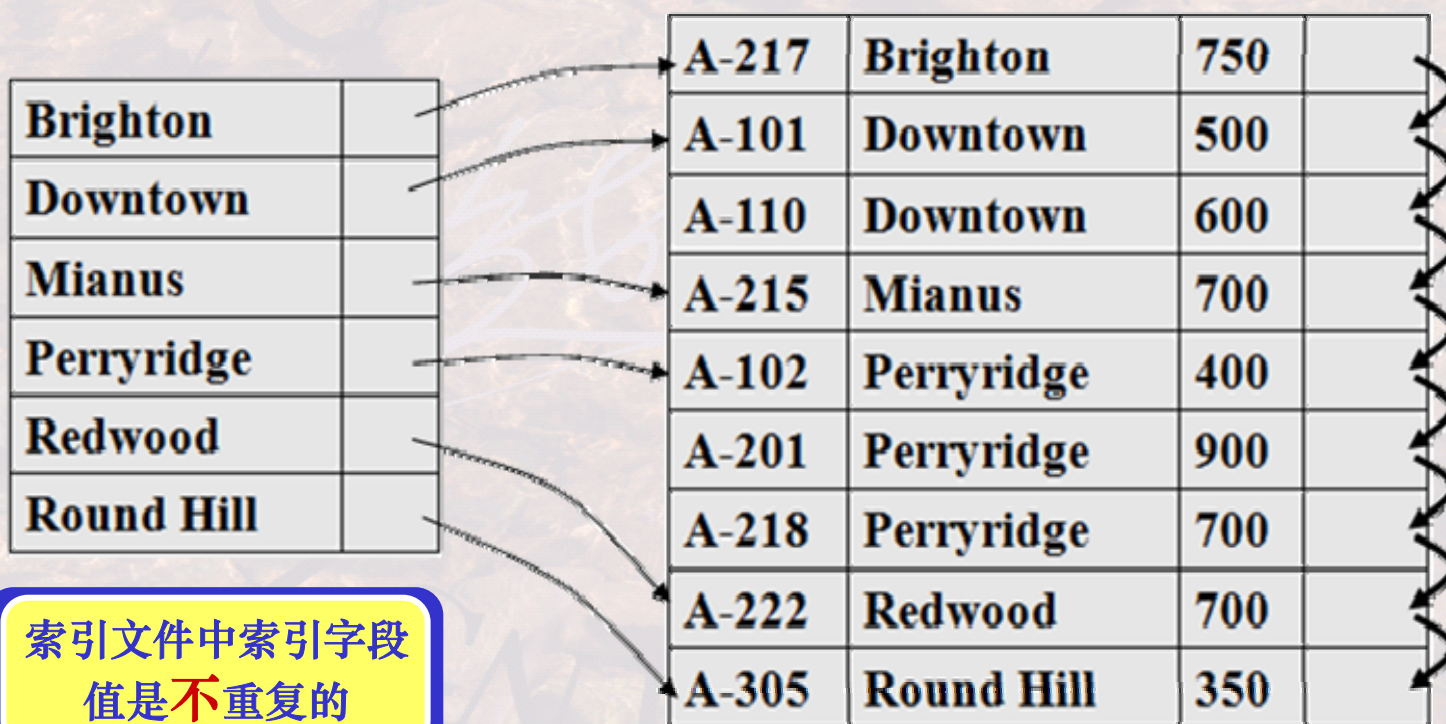 Brighton
Downtown
Mianus
Perryridge
Redwood
Round Hill
索引文件中索引字段
值是不重复的
A-217 Brighton 750
A-101 Downtown 500
A-110 Downtown 600
A-215 Mianus 700
A-102 Perryridge 400
A-201 Perryridge 900
A-218 Perryridge 700
A-222 Redwood 700
A-305 Round Hill 350